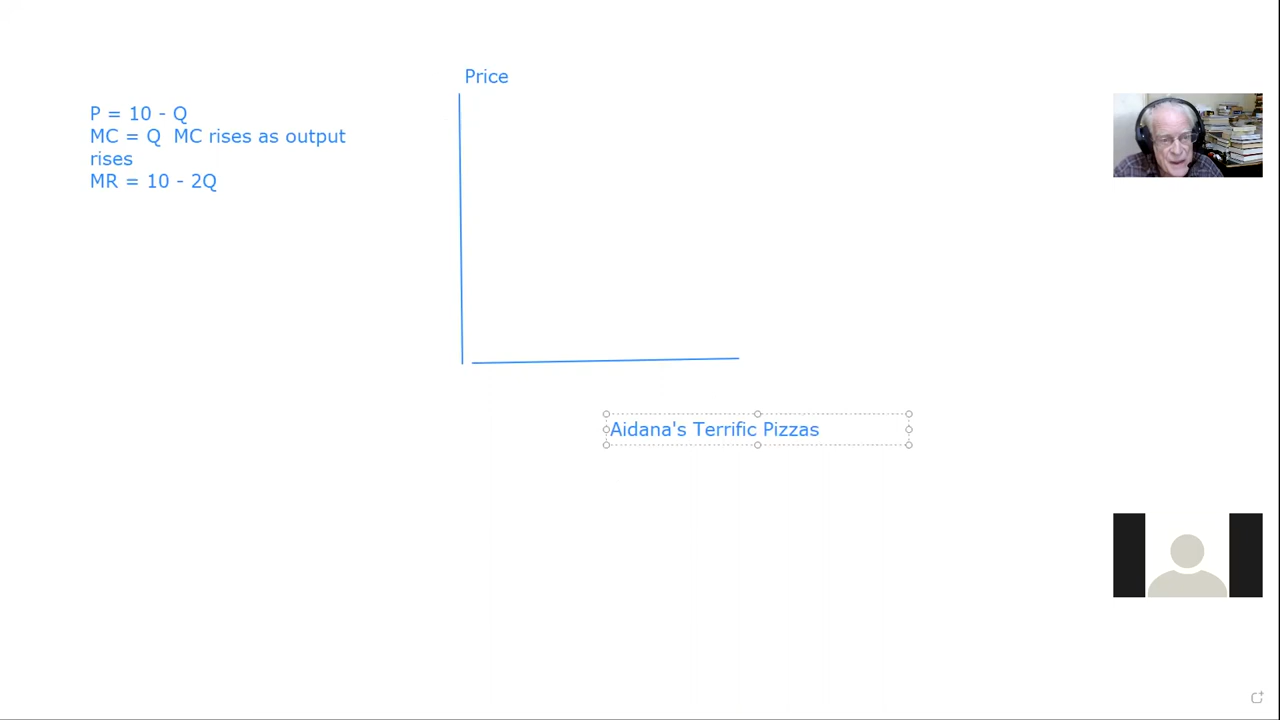 Price
P = 10 - Q
MC = Q  MC rises as output
rises
MR = 10 - 2Q
Aidana's Terrific Pizzas